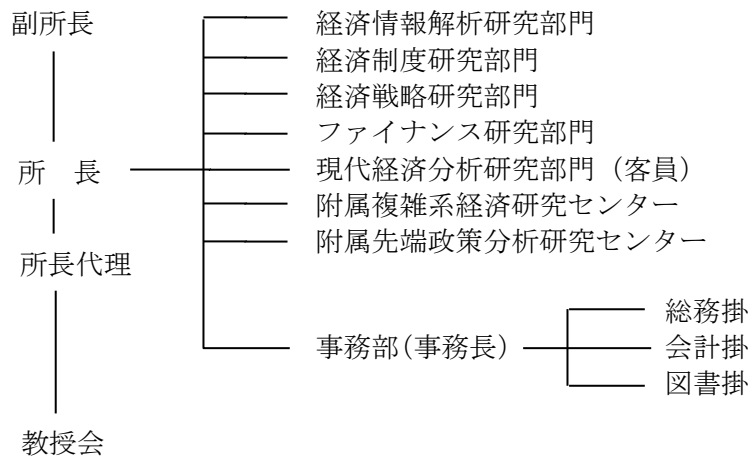 副所長
経済情報解析研究部門
経済制度研究部門
経済戦略研究部門
ファイナンス研究部門
所　長
現代経済分析研究部門（客員）
附属複雑系経済研究センター
附属先端政策分析研究センター
所長代理
総務掛
事務部(事務長)
会計掛
図書掛
教授会